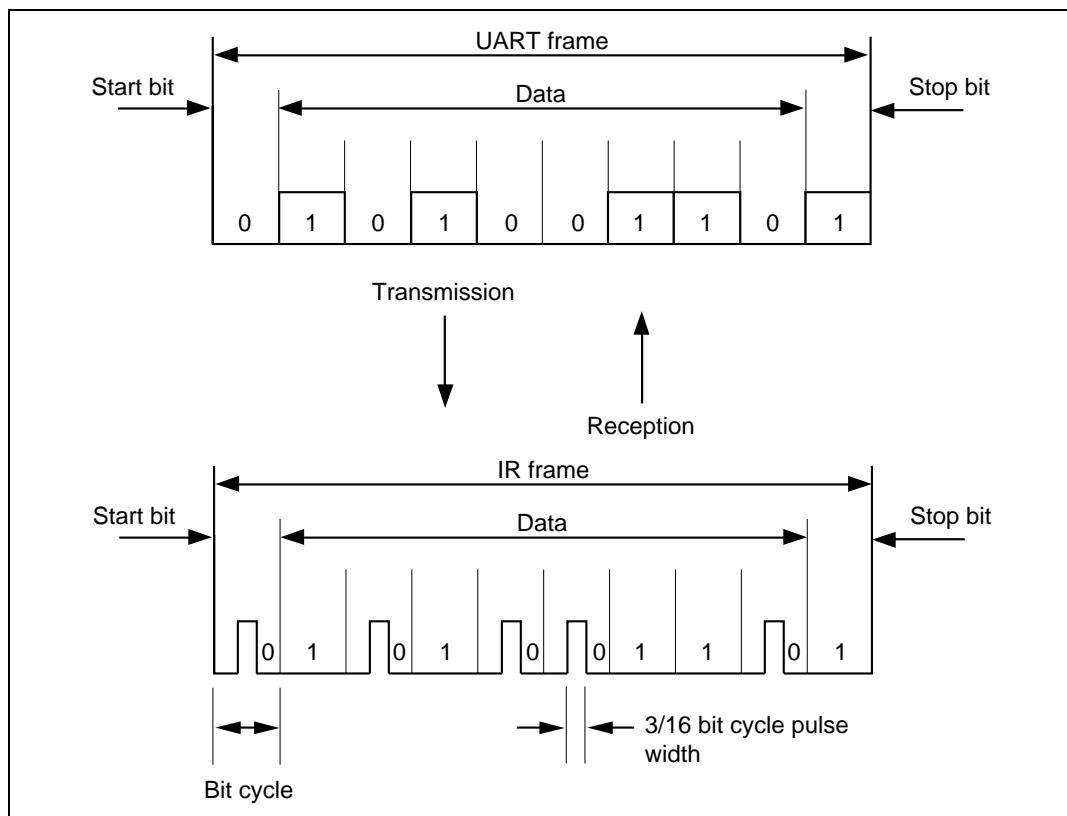 UART frame
Start bit
Data
Stop bit
0 1 0 1 0 0 1 1 0 1
Transmission
Reception
IR frame
Start bit
Data
Stop bit
0 1 0 1 0 0 1 1 0 1
3/16 bit cycle pulse
width
Bit cycle